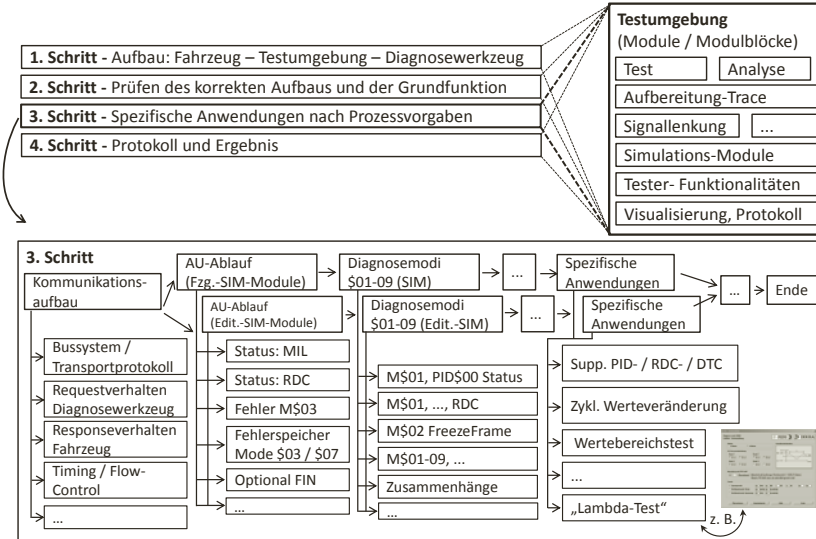 1. Schritt - Aufbau: Fahrzeug – Testumgebung – Diagnosewerkzeug
2. Schritt - Prüfen des korrekten Aufbaus und der Grundfunktion
3. Schritt - Spezifische Anwendungen nach Prozessvorgaben
4. Schritt - Protokoll und Ergebnis
Testumgebung
(Module / Modulblöcke)
Test
Analyse
Aufbereitung-Trace
Signallenkung
...
Simulations-Module
Tester- Funktionalitäten
Visualisierung, Protokoll
3. Schritt
Kommunikations-
aufbau
Bussystem /
Transportprotokoll
Requestverhalten
Diagnosewerkzeug
Responseverhalten
Fahrzeug
Timing / Flow-
Control
...
AU-Ablauf
(Fzg.-SIM-Module)
AU-Ablauf
(Edit.-SIM-Module)
Status: MIL
Status: RDC
Fehler M$03
Fehlerspeicher
Mode $03 / $07
Optional FIN
...
Diagnosemodi
$01-09 (SIM)
Diagnosemodi
$01-09 (Edit.-SIM)
M$01, PID$00 Status
M$01, ..., RDC
M$02 FreezeFrame
M$01-09, ...
Zusammenhänge
...
...
...
Spezifische
Anwendungen
Spezifische
Anwendungen
Supp. PID- / RDC- / DTC
Zykl. Werteveränderung
Wertebereichstest
...
„Lambda-Test“
z. B.
...
Ende